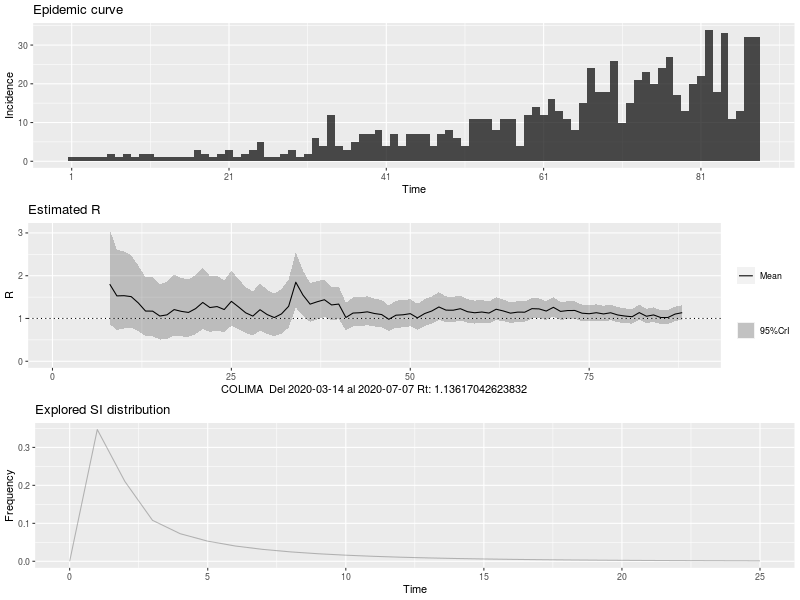 Epidemic curve
Incidence
30
20
10
0
1
21
41
61
81
Time
Estimated R
R
3
2
1
0
0
25
50
75
Mean
95%CrI
COLIMA Del 2020-03-14 al 2020-07-07 Rt: 1.13617042623832
Explored SI distribution
Frequency
0.3
0.2
0.1
0.0
0
5
10
15
20
25
Time